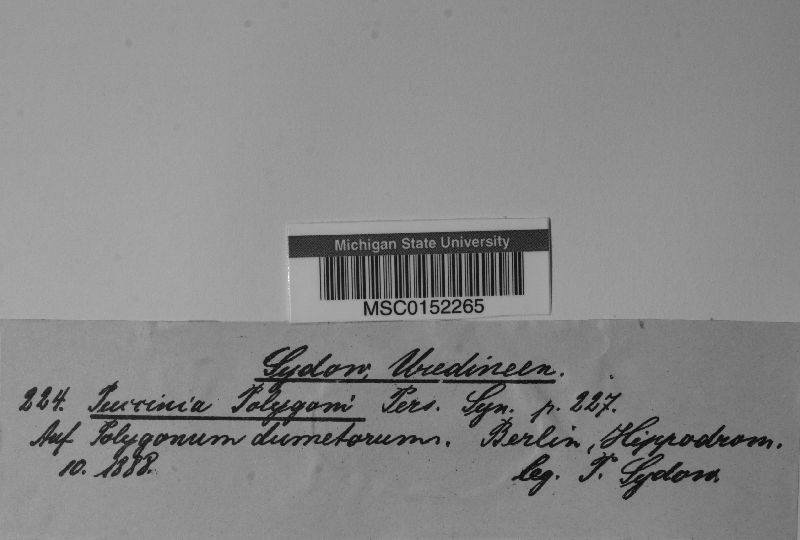 Michigan State University
MSC0152265
Sydow, Uredineen.
224. Puccinia Polygoni Pers. Syn. p. 227.
Auf Polygonum dumetorum. Berlin, Hippodrom.
10. 1888. leg. P. Sydow.